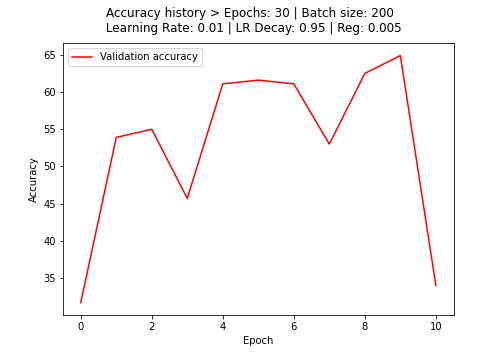 Accuracy history > Epochs: 30 | Batch size: 200
Learning Rate: 0.01 | LR Decay: 0.95 | Reg: 0.005
Validation accuracy
65
60
55
50
45
40
35
Accuracy
0 2 4 6 8 10
Epoch